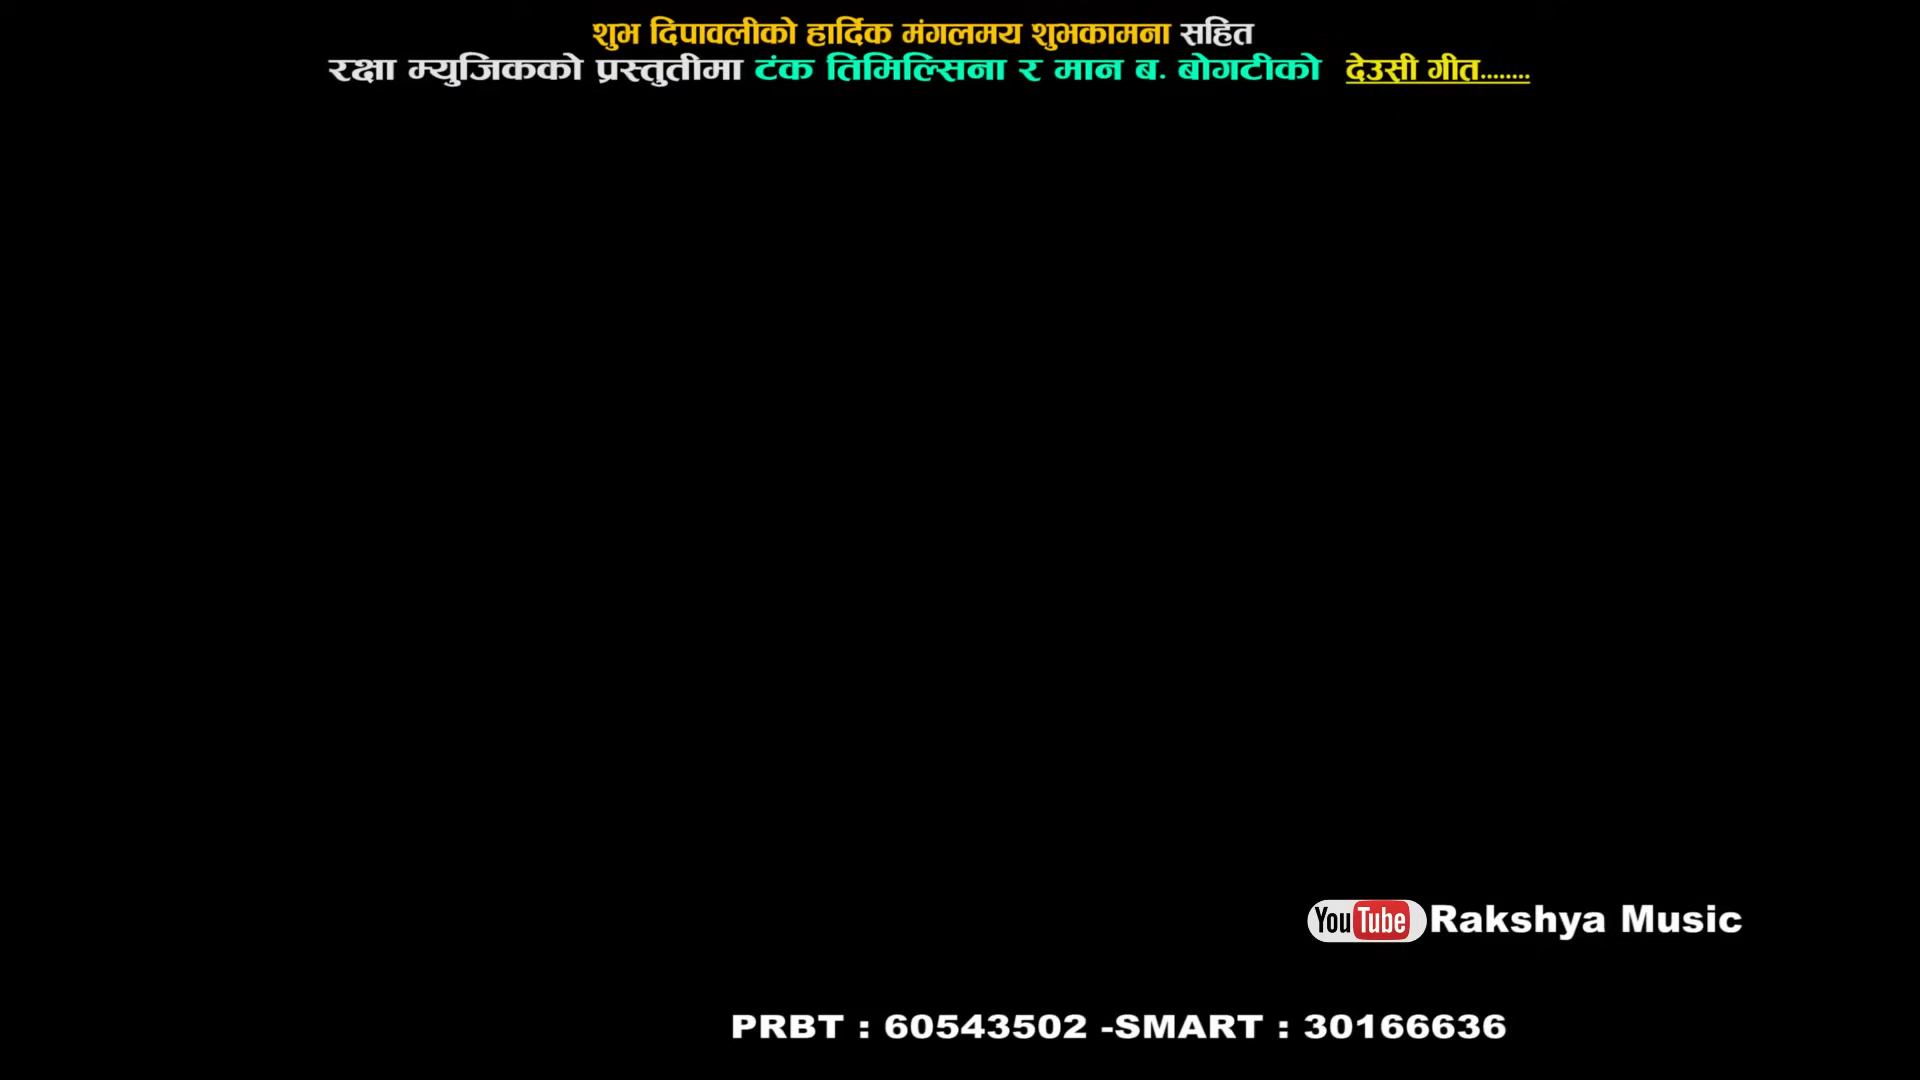 शुभ दिपावलीको हार्दिक मंगलमय शुभकामना सहित
रक्षा म्युजिकको प्रस्तुतीमा टंक तिमिल्सिना र मान ब. बोगटीको देउसी गीत........
YouTube Rakshya Music
PRBT : 60543502 -SMART : 30166636